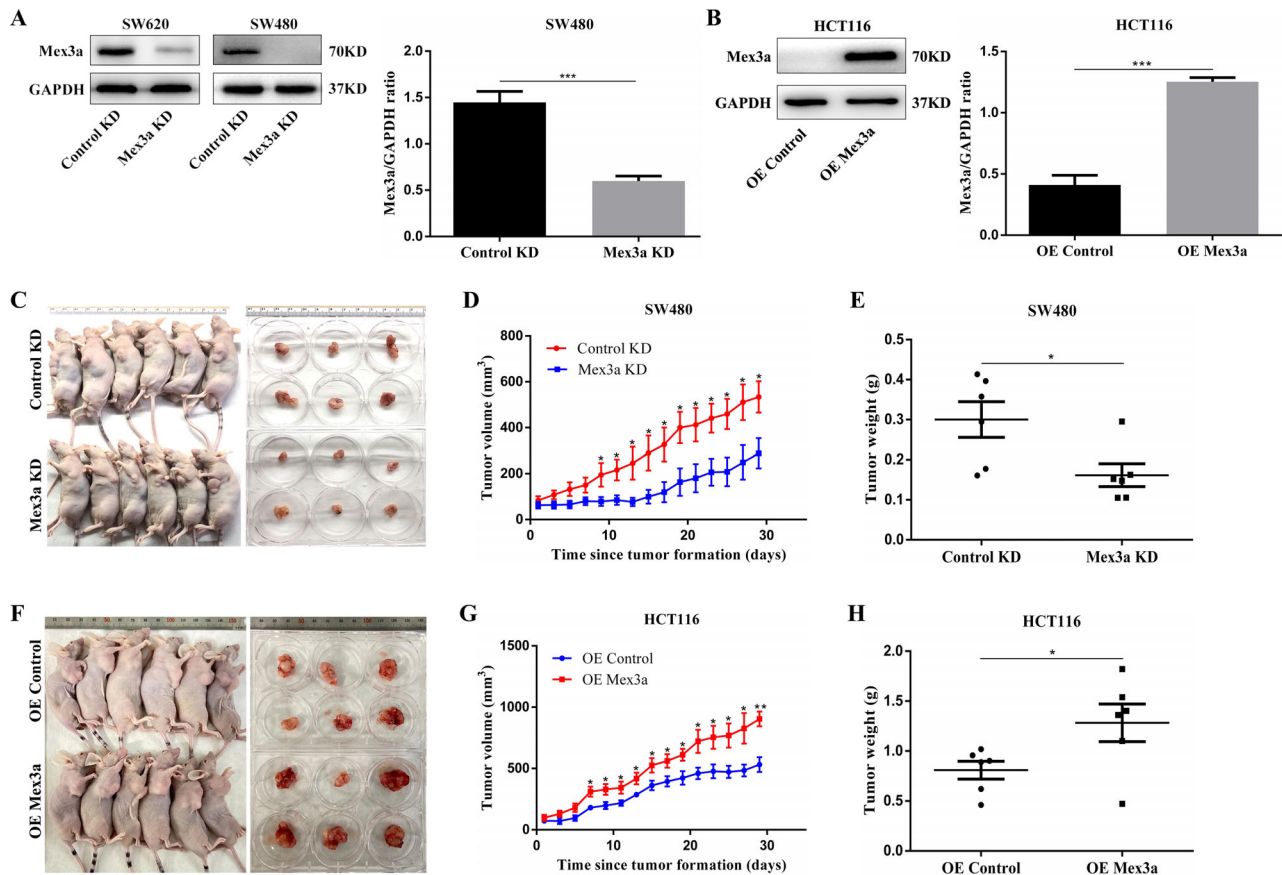 A
SW620
SW480
Mex3a
70KD
GAPDH
37KD
Control KD
Mex3a KD
Control KD
Mex3a KD
SW480
***
Mex3a/GAPDH ratio
2.0
1.5
1.0
0.5
0.0
Control KD
Mex3a KD
B
HCT116
Mex3a
70KD
GAPDH
37KD
OE Control
OE Mex3a
HCT116
***
Mex3a/GAPDH ratio
1.5
1.0
0.5
0.0
OE Control
OE Mex3a
C
Control KD
Mex3a KD
D
SW480
Control KD
Mex3a KD
Tumor volume (mm³)
800
600
400
200
0
* * * * * * * * * * *
0 10 20 30
Time since tumor formation (days)
E
SW480
*
Tumor weight (g)
0.5
0.4
0.3
0.2
0.1
0.0
Control KD
Mex3a KD
F
OE Control
OE Mex3a
50 100 150
G
HCT116
OE Control
OE Mex3a
Tumor volume (mm³)
1500
1000
500
0
* * * * * * * * * * * **
0 10 20 30
Time since tumor formation (days)
H
HCT116
*
Tumor weight (g)
2.0
1.5
1.0
0.5
0.0
OE Control
OE Mex3a